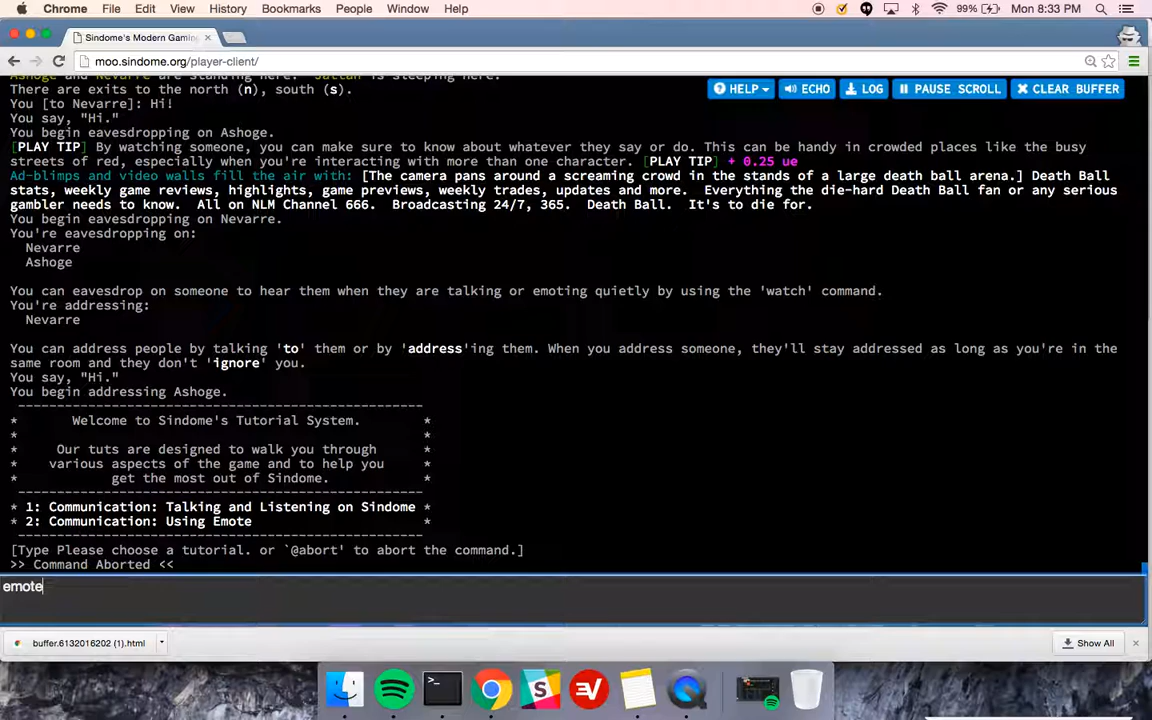 Chrome File Edit View History Bookmarks People Window Help 99% Mon 8:33 PM
Sindome's Modern Gaming
moo.sindome.org/player-client/
Ashoge and Nevarre are standing here. Jattan is sleeping here.
There are exits to the north (n), south (s).
HELP ECHO LOG PAUSE SCROLL CLEAR BUFFER
You [to Nevarre]: Hi!
You say, "Hi."
You begin eavesdropping on Ashoge.
[PLAY TIP] By watching someone, you can make sure to know about whatever they say or do. This can be handy in crowded places like the busy
streets of red, especially when you're interacting with more than one character. [PLAY TIP] + 0.25 ue
Ad-blimps and video walls fill the air with: [The camera pans around a screaming crowd in the stands of a large death ball arena.] Death Ball
stats, weekly game reviews, highlights, game previews, weekly trades, updates and more. Everything the die-hard Death Ball fan or any serious
gambler needs to know. All on NLM Channel 666. Broadcasting 24/7, 365. Death Ball. It's to die for.
You begin eavesdropping on Nevarre.
You're eavesdropping on:
Nevarre
Ashoge
You can eavesdrop on someone to hear them when they are talking or emoting quietly by using the 'watch' command.
You're addressing:
Nevarre
You can address people by talking 'to' them or by 'address'ing them. When you address someone, they'll stay addressed as long as you're in the
same room and they don't 'ignore' you.
You say, "Hi."
You begin addressing Ashoge.
-------------------------------------------------------
* Welcome to Sindome's Tutorial System. *
* *
* Our tuts are designed to walk you through *
* various aspects of the game and to help you *
* get the most out of Sindome. *
-------------------------------------------------------
* 1: Communication: Talking and Listening on Sindome *
* 2: Communication: Using Emote *
-------------------------------------------------------
[Type Please choose a tutorial. or `@abort' to abort the command.]
>> Command Aborted <<
emote
buffer.6132016202 (1).html
Show All